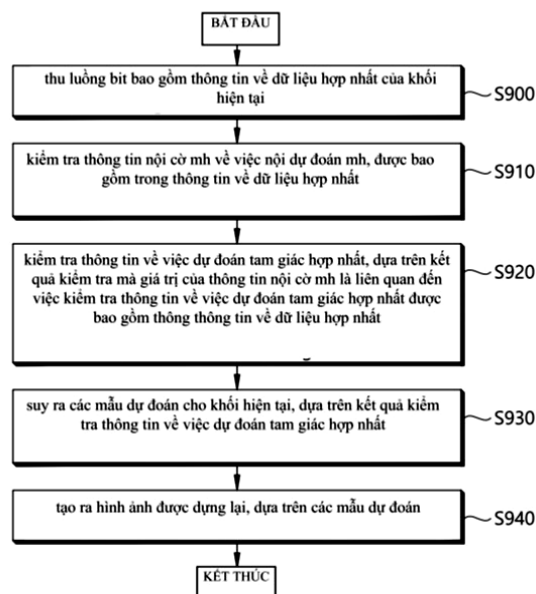 BẮT ĐẦU
thu luồng bit bao gồm thông tin về dữ liệu hợp nhất của khối
hiện tại
S900
kiểm tra thông tin nội cờ mh về việc nội dự đoán mh, được bao
gồm trong thông tin về dữ liệu hợp nhất
S910
kiểm tra thông tin về việc dự đoán tam giác hợp nhất, dựa trên kết
quả kiểm tra mà giá trị của thông tin nội cờ mh là liên quan đến
việc kiểm tra thông tin về việc dự đoán tam giác hợp nhất được
bao gồm thông thông tin về dữ liệu hợp nhất
S920
suy ra các mẫu dự đoán cho khối hiện tại, dựa trên kết quả kiểm
tra thông tin về việc dự đoán tam giác hợp nhất
S930
tạo ra hình ảnh được dựng lại, dựa trên các mẫu dự đoán
S940
KẾT THÚC